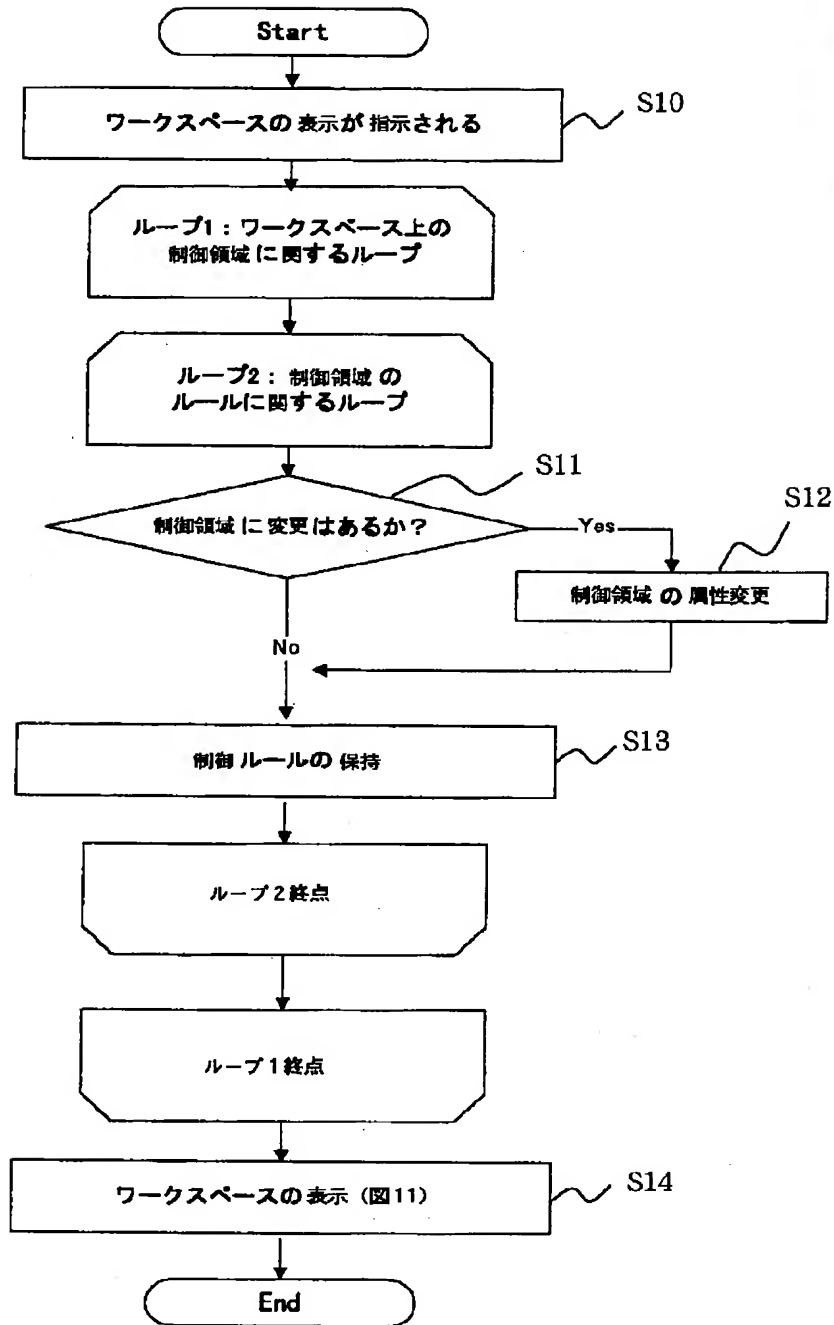 Start
ワークスペースの表示が指示される
S10
ループ1：ワークスペース上の
制御領域に関するループ
ループ2： 制御領域の
ルールに関するループ
S11
制御領域に変更はあるか？
Yes
S12
制御領域の属性変更
No
制御ルールの保持
S13
ループ２終点
ループ１終点
ワークスペースの表示（図11）
S14
End